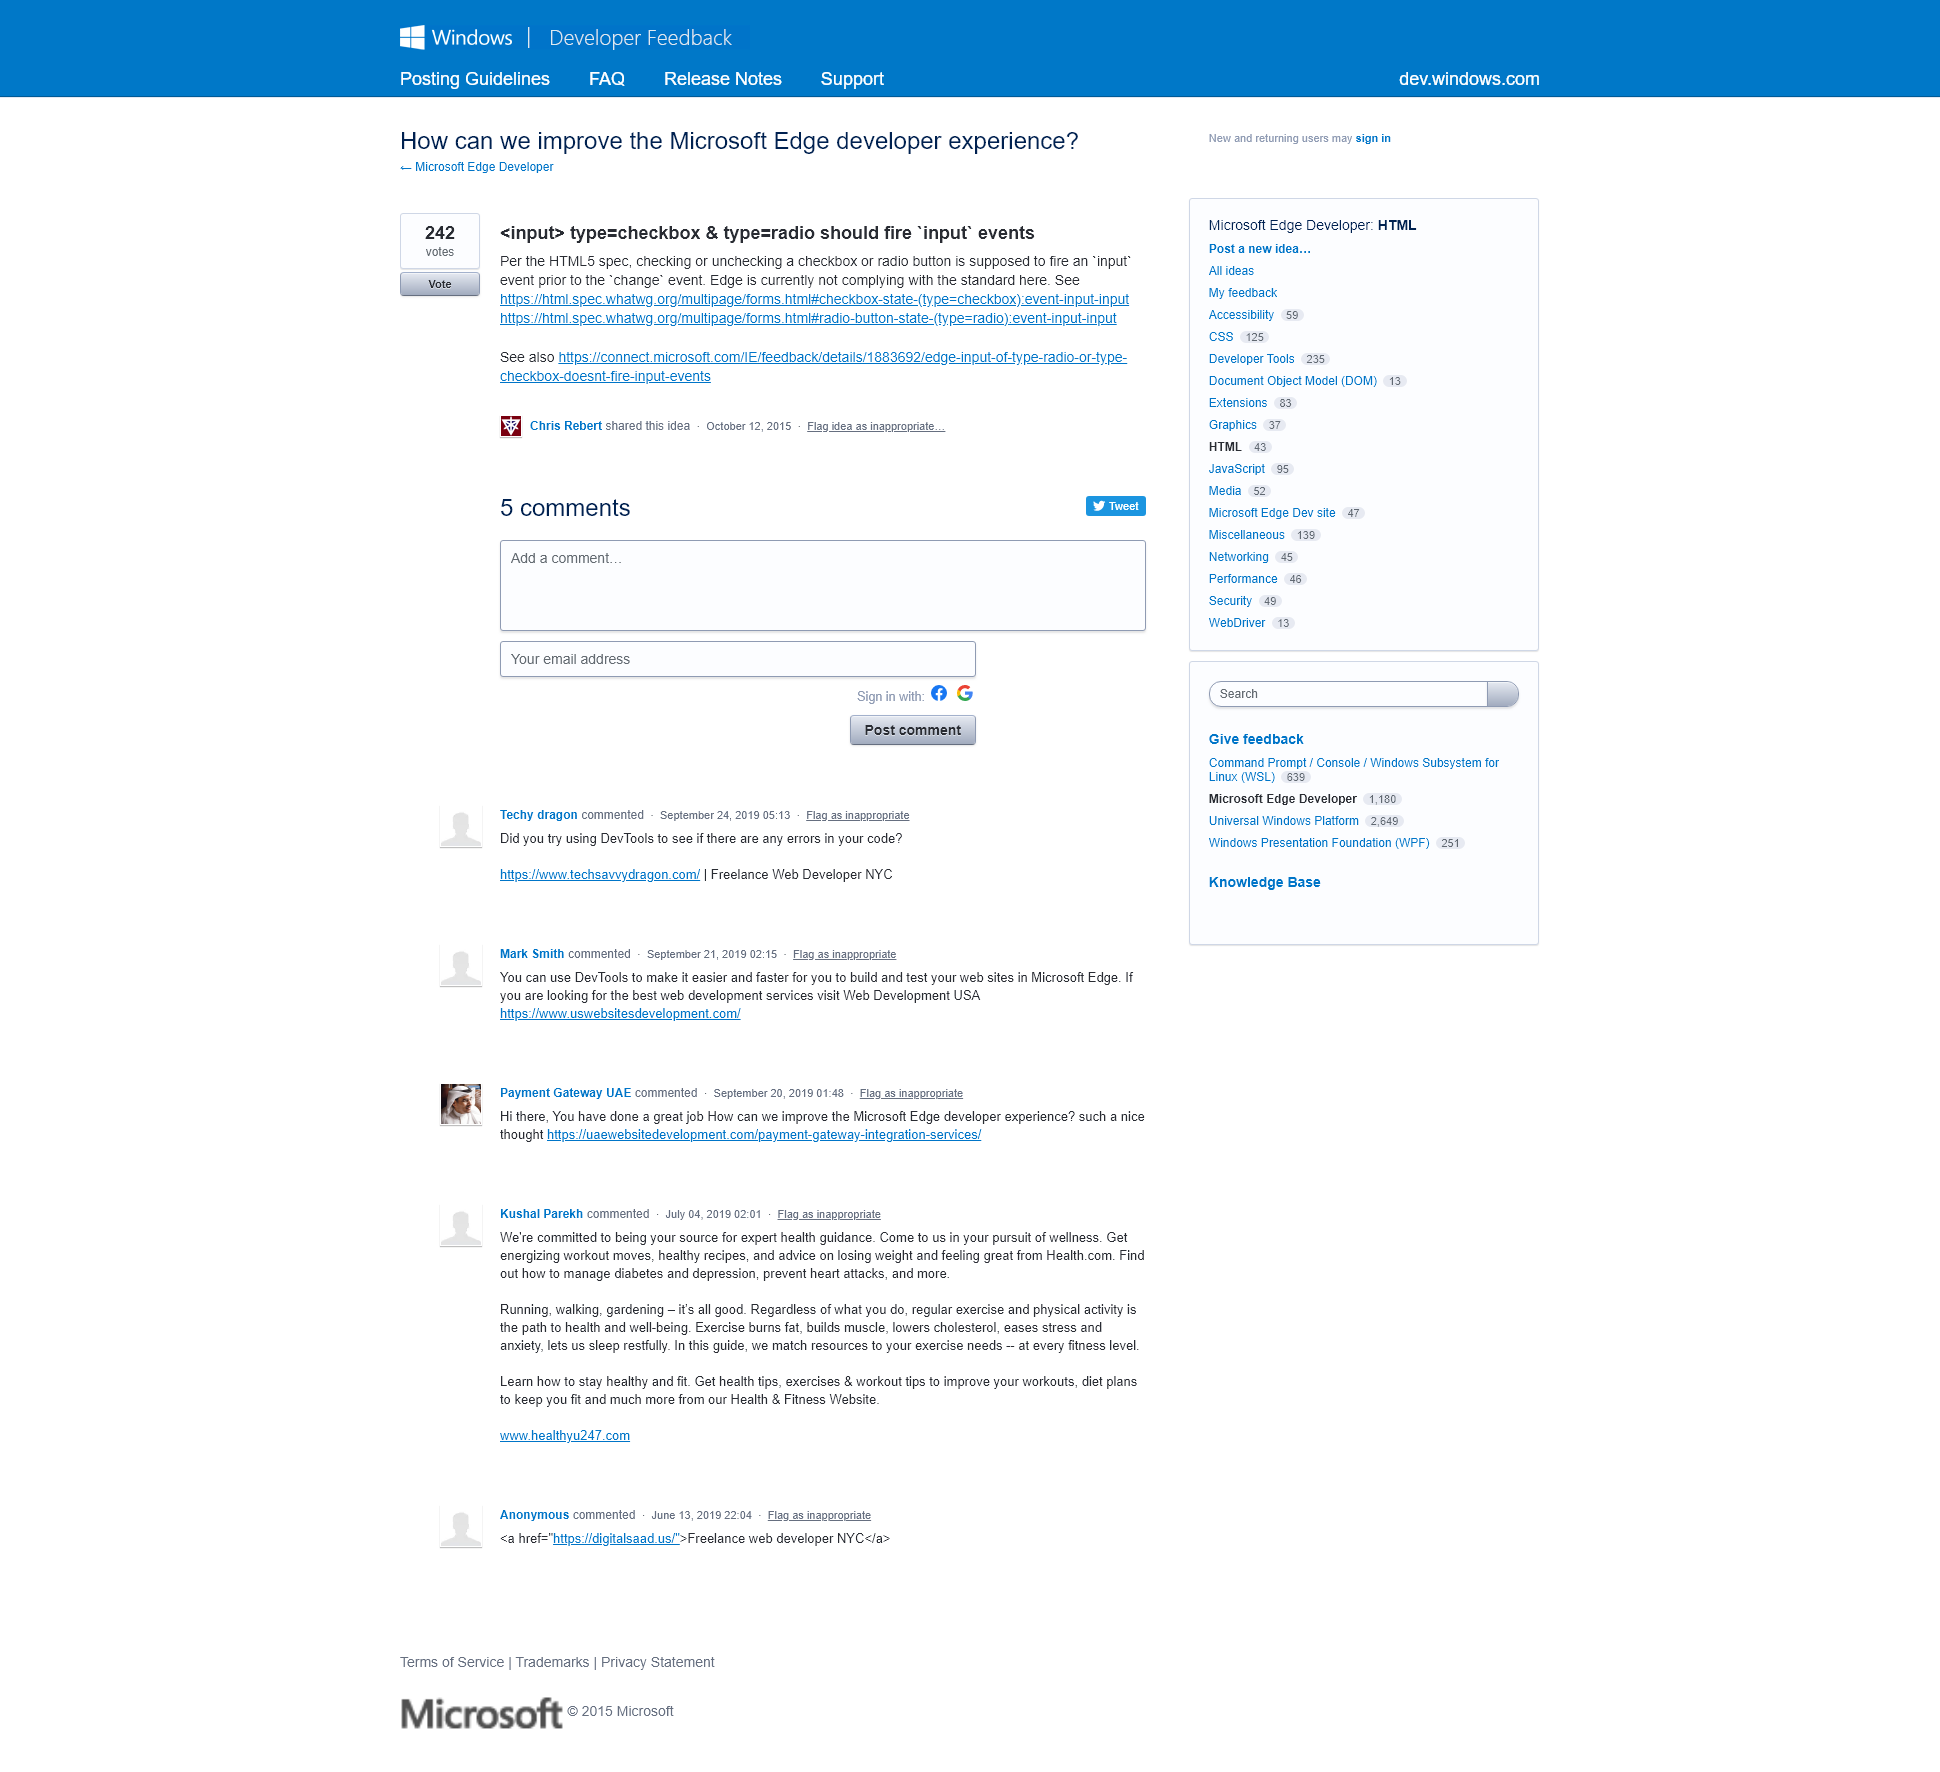 Windows | Developer Feedback
Posting Guidelines FAQ Release Notes Support dev.windows.com
How can we improve the Microsoft Edge developer experience?
← Microsoft Edge Developer
New and returning users may sign in
242
votes
Vote
<input> type=checkbox & type=radio should fire `input` events
Per the HTML5 spec, checking or unchecking a checkbox or radio button is supposed to fire an `input`
event prior to the `change` event. Edge is currently not complying with the standard here. See
https://html.spec.whatwg.org/multipage/forms.html#checkbox-state-(type=checkbox):event-input-input
https://html.spec.whatwg.org/multipage/forms.html#radio-button-state-(type=radio):event-input-input
See also https://connect.microsoft.com/IE/feedback/details/1883692/edge-input-of-type-radio-or-type-
checkbox-doesnt-fire-input-events
Chris Rebert shared this idea · October 12, 2015 · Flag idea as inappropriate…
5 comments
Tweet
Add a comment…
Your email address
Sign in with:
Post comment
Techy dragon commented · September 24, 2019 05:13 · Flag as inappropriate
Did you try using DevTools to see if there are any errors in your code?
https://www.techsavvydragon.com/ | Freelance Web Developer NYC
Mark Smith commented · September 21, 2019 02:15 · Flag as inappropriate
You can use DevTools to make it easier and faster for you to build and test your web sites in Microsoft Edge. If
you are looking for the best web development services visit Web Development USA
https://www.uswebsitesdevelopment.com/
Payment Gateway UAE commented · September 20, 2019 01:48 · Flag as inappropriate
Hi there, You have done a great job How can we improve the Microsoft Edge developer experience? such a nice
thought https://uaewebsitedevelopment.com/payment-gateway-integration-services/
Kushal Parekh commented · July 04, 2019 02:01 · Flag as inappropriate
We're committed to being your source for expert health guidance. Come to us in your pursuit of wellness. Get
energizing workout moves, healthy recipes, and advice on losing weight and feeling great from Health.com. Find
out how to manage diabetes and depression, prevent heart attacks, and more.
Running, walking, gardening – it's all good. Regardless of what you do, regular exercise and physical activity is
the path to health and well-being. Exercise burns fat, builds muscle, lowers cholesterol, eases stress and
anxiety, lets us sleep restfully. In this guide, we match resources to your exercise needs -- at every fitness level.
Learn how to stay healthy and fit. Get health tips, exercises & workout tips to improve your workouts, diet plans
to keep you fit and much more from our Health & Fitness Website.
www.healthyu247.com
Anonymous commented · June 13, 2019 22:04 · Flag as inappropriate
<a href="https://digitalsaad.us/">Freelance web developer NYC</a>
Microsoft Edge Developer: HTML
Post a new idea…
All ideas
My feedback
Accessibility 59
CSS 125
Developer Tools 235
Document Object Model (DOM) 13
Extensions 83
Graphics 37
HTML 43
JavaScript 95
Media 52
Microsoft Edge Dev site 47
Miscellaneous 139
Networking 45
Performance 46
Security 49
WebDriver 13
Search
Give feedback
Command Prompt / Console / Windows Subsystem for
Linux (WSL) 639
Microsoft Edge Developer 1,180
Universal Windows Platform 2,649
Windows Presentation Foundation (WPF) 251
Knowledge Base
Terms of Service | Trademarks | Privacy Statement
Microsoft © 2015 Microsoft